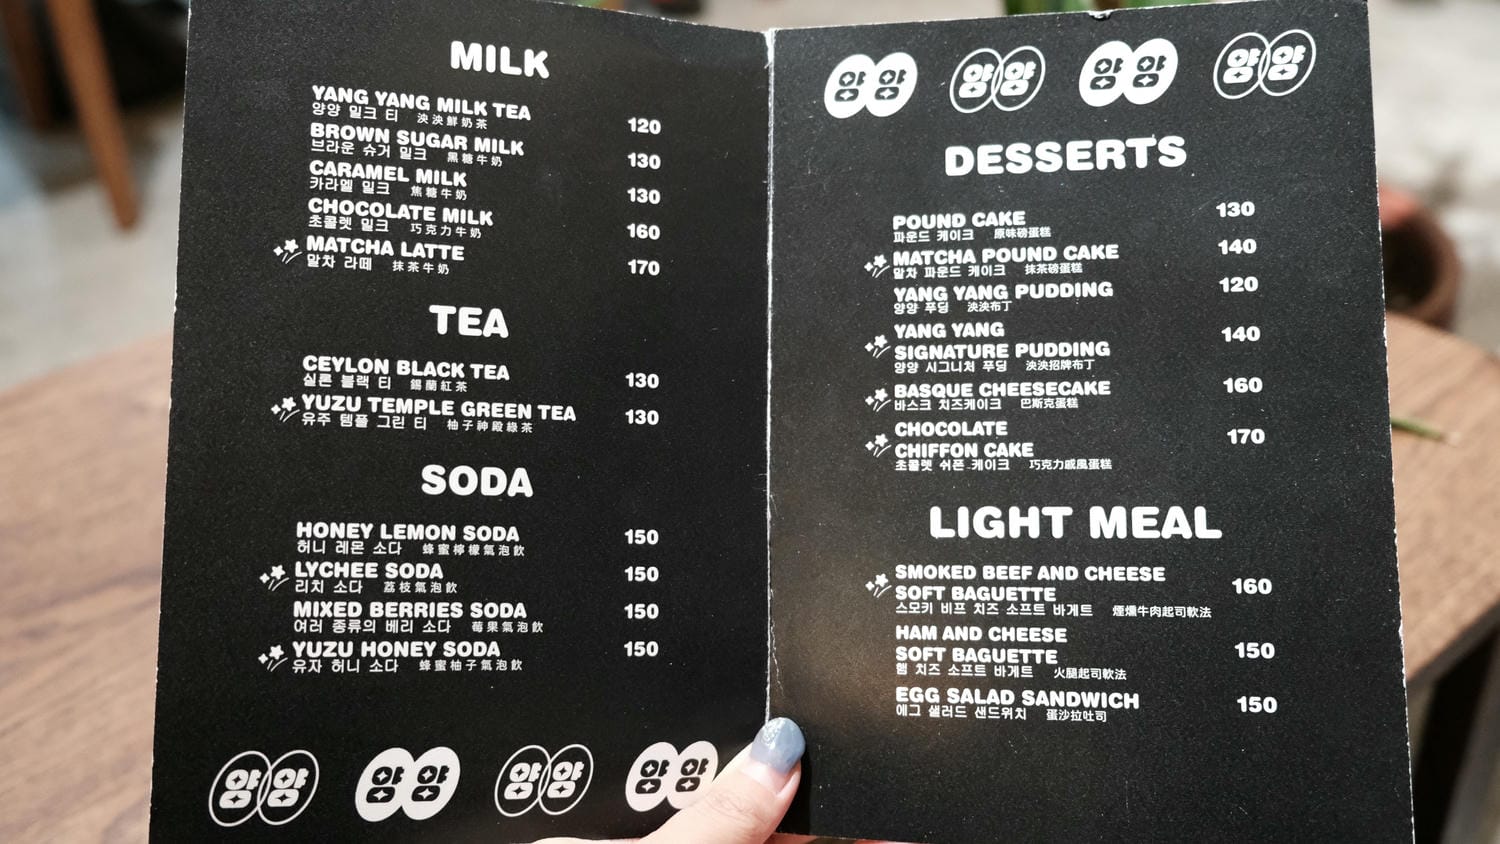 MILK
YANG YANG MILK TEA 120
양양 밀크 티 泱泱鮮奶茶
BROWN SUGAR MILK 130
브라운 슈거 밀크 黑糖牛奶
CARAMEL MILK 130
카라멜 밀크 焦糖牛奶
CHOCOLATE MILK 160
초콜렛 밀크 巧克力牛奶
MATCHA LATTE 170
말차 라떼 抹茶牛奶
TEA
CEYLON BLACK TEA 130
실론 블랙 티 錫蘭紅茶
YUZU TEMPLE GREEN TEA 130
유주 템플 그린 티 柚子神殿綠茶
SODA
HONEY LEMON SODA 150
허니 레몬 소다 蜂蜜檸檬氣泡飲
LYCHEE SODA 150
리치 소다 荔枝氣泡飲
MIXED BERRIES SODA 150
여러 종류의 베리 소다 莓果氣泡飲
YUZU HONEY SODA 150
유자 허니 소다 蜂蜜柚子氣泡飲
양양 양양 양양 양양
양양 양양 양양 양양
DESSERTS
POUND CAKE 130
파운드 케이크 原味磅蛋糕
MATCHA POUND CAKE 140
말차 파운드 케이크 抹茶磅蛋糕
YANG YANG PUDDING 120
양양 푸딩 泱泱布丁
YANG YANG
SIGNATURE PUDDING 140
양양 시그니처 푸딩 泱泱招牌布丁
BASQUE CHEESECAKE 160
바스크 치즈케이크 巴斯克蛋糕
CHOCOLATE
CHIFFON CAKE 170
초콜렛 쉬폰 케이크 巧克力戚風蛋糕
LIGHT MEAL
SMOKED BEEF AND CHEESE
SOFT BAGUETTE 160
스모키 비프 치즈 소프트 바게트 煙燻牛肉起司軟法
HAM AND CHEESE
SOFT BAGUETTE 150
햄 치즈 소프트 바게트 火腿起司軟法
EGG SALAD SANDWICH 150
에그 샐러드 샌드위치 蛋沙拉吐司